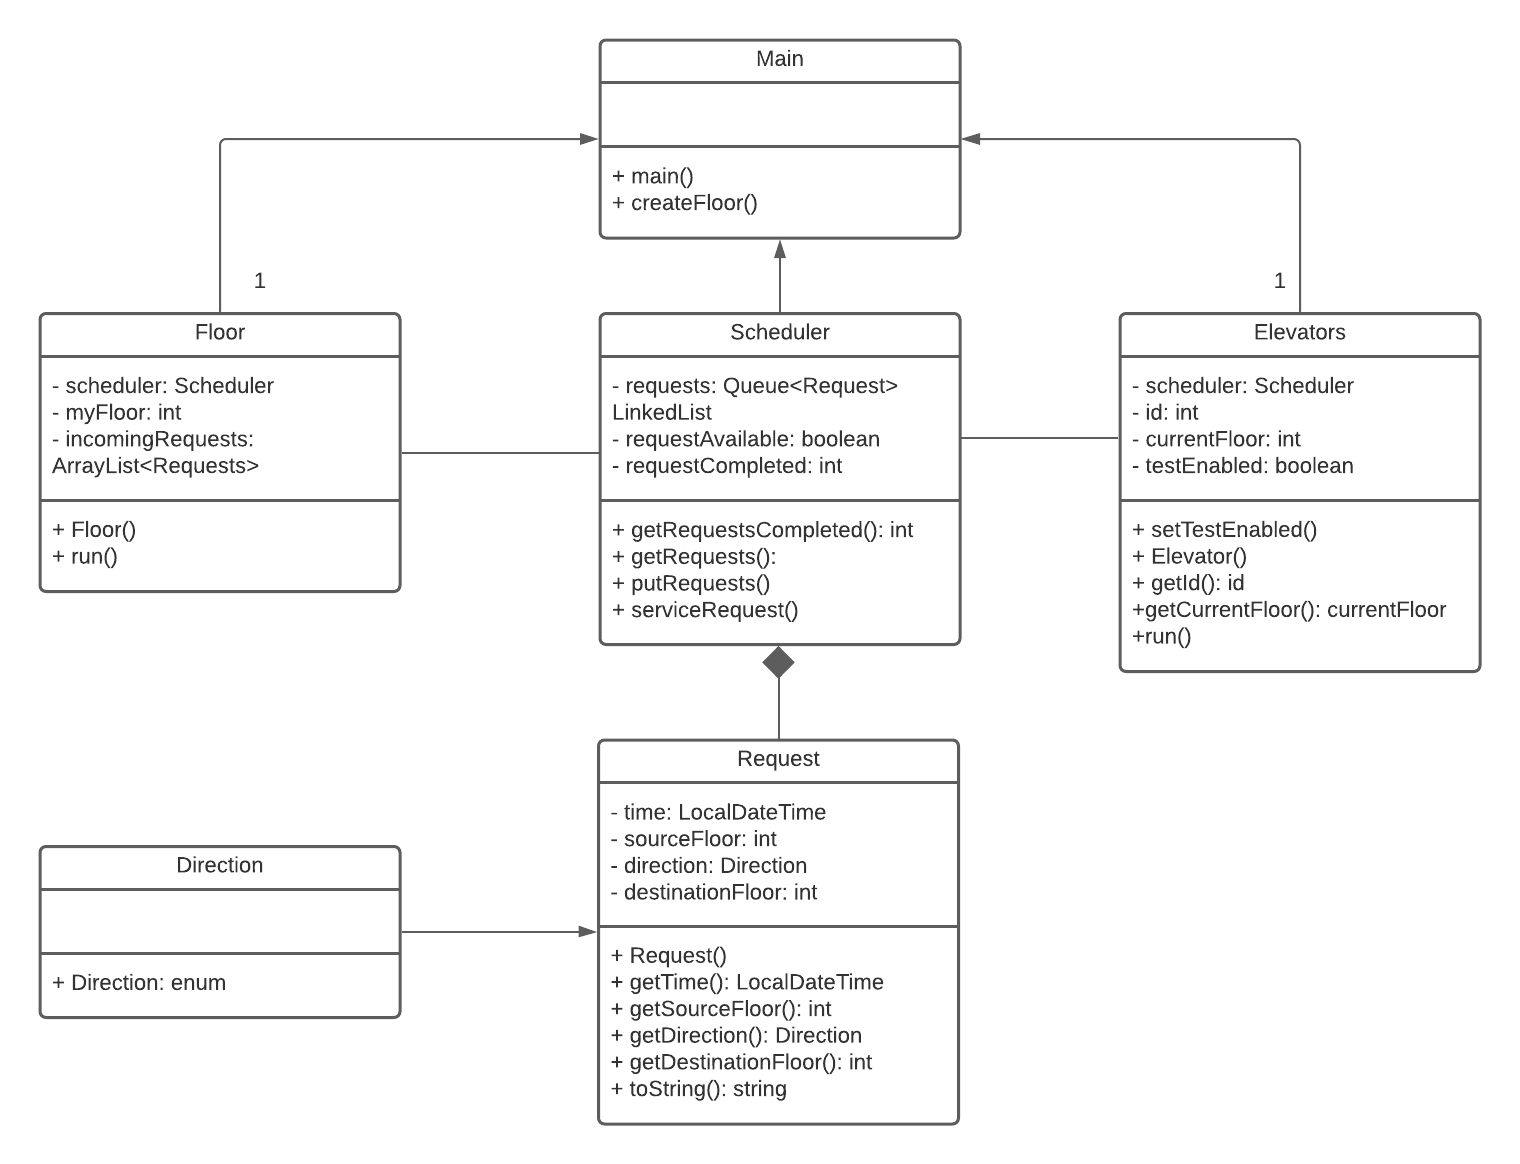 Main
+ main()
+ createFloor()
1
1
Floor
- scheduler: Scheduler
- myFloor: int
- incomingRequests:
ArrayList<Requests>
+ Floor()
+ run()
Scheduler
- requests: Queue<Request>
LinkedList
- requestAvailable: boolean
- requestCompleted: int
+ getRequestsCompleted(): int
+ getRequests():
+ putRequests()
+ serviceRequest()
Elevators
- scheduler: Scheduler
- id: int
- currentFloor: int
- testEnabled: boolean
+ setTestEnabled()
+ Elevator()
+ getId(): id
+getCurrentFloor(): currentFloor
+run()
Request
- time: LocalDateTime
- sourceFloor: int
- direction: Direction
- destinationFloor: int
+ Request()
+ getTime(): LocalDateTime
+ getSourceFloor(): int
+ getDirection(): Direction
+ getDestinationFloor(): int
+ toString(): string
Direction
+ Direction: enum